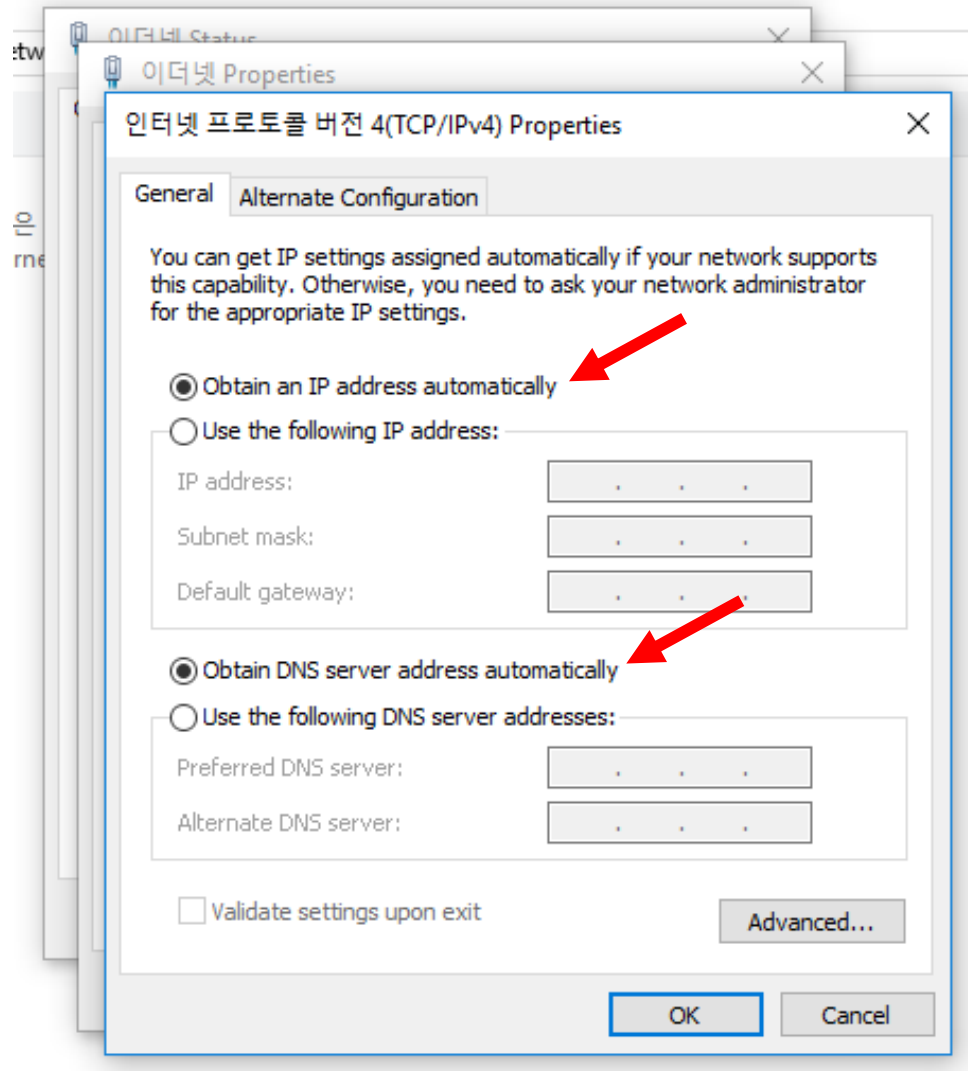 이더넷 Status
etw
이더넷 Properties
인터넷 프로토콜 버전 4(TCP/IPv4) Properties
General
Alternate Configuration
은
rne
You can get IP settings assigned automatically if your network supports
this capability. Otherwise, you need to ask your network administrator
for the appropriate IP settings.
Obtain an IP address automatically
Use the following IP address:
IP address:
Subnet mask:
Default gateway:
Obtain DNS server address automatically
Use the following DNS server addresses:
Preferred DNS server:
Alternate DNS server:
Validate settings upon exit
Advanced...
OK
Cancel